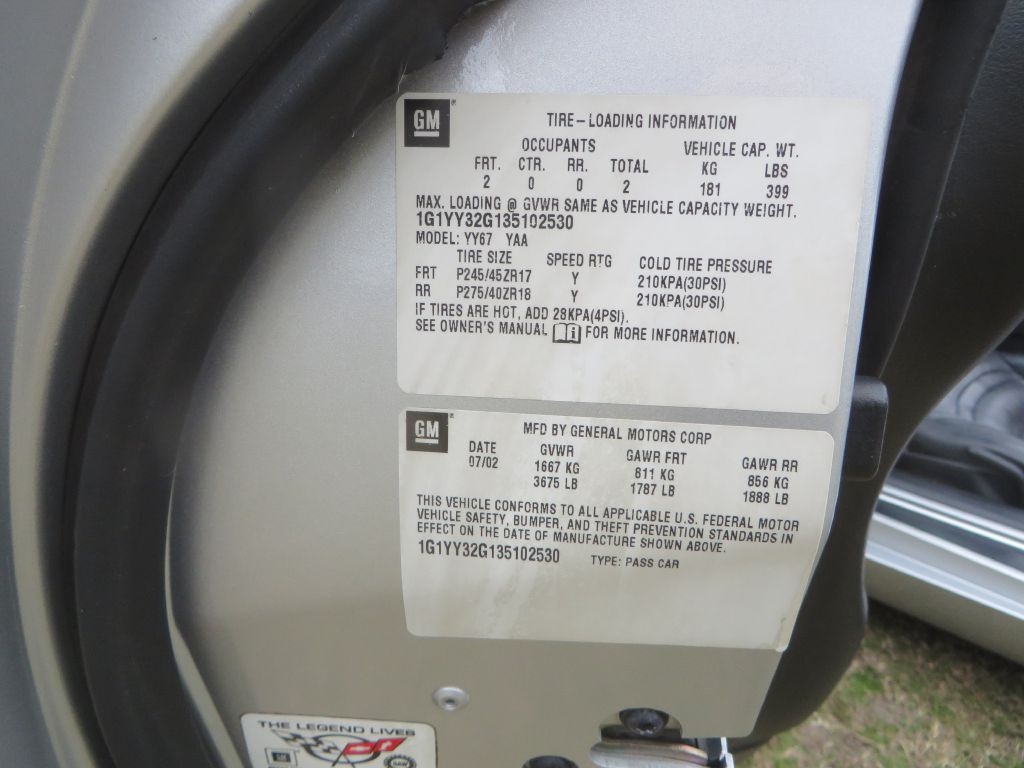 GM
TIRE-LOADING INFORMATION
OCCUPANTS VEHICLE CAP. WT.
FRT. CTR. RR. TOTAL KG LBS
2 0 0 2 181 399
MAX. LOADING @ GVWR SAME AS VEHICLE CAPACITY WEIGHT.
1G1YY32G135102530
MODEL: YY67 YAA
TIRE SIZE SPEED RTG COLD TIRE PRESSURE
FRT P245/45ZR17 Y 210KPA(30PSI)
RR P275/40ZR18 Y 210KPA(30PSI)
IF TIRES ARE HOT, ADD 28KPA(4PSI).
SEE OWNER'S MANUAL i FOR MORE INFORMATION.
GM
MFD BY GENERAL MOTORS CORP
DATE GVWR GAWR FRT GAWR RR
07/02 1667 KG 811 KG 856 KG
3675 LB 1787 LB 1888 LB
THIS VEHICLE CONFORMS TO ALL APPLICABLE U.S. FEDERAL MOTOR
VEHICLE SAFETY, BUMPER, AND THEFT PREVENTION STANDARDS IN
EFFECT ON THE DATE OF MANUFACTURE SHOWN ABOVE.
1G1YY32G135102530 TYPE: PASS CAR
THE LEGEND LIVES
GM UAW